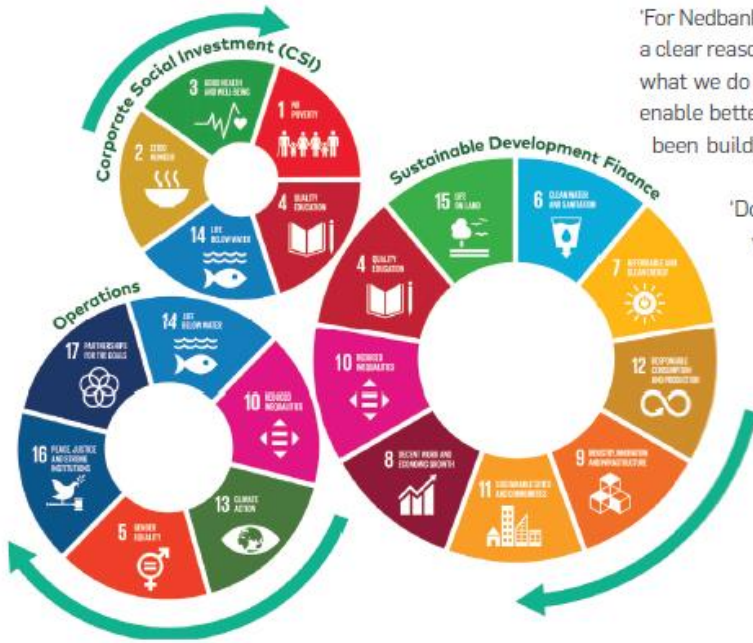 Corporate Social Investment (CSI)
3 GOOD HEALTH
AND WELL-BEING
1 NO
POVERTY
2 ZERO
HUNGER
4 QUALITY
EDUCATION
14 LIFE
BELOW WATER
Sustainable Development Finance
15 LIFE
ON LAND
6 CLEAN WATER
AND SANITATION
4 QUALITY
EDUCATION
7 AFFORDABLE AND
CLEAN ENERGY
10 REDUCED
INEQUALITIES
12 RESPONSIBLE
CONSUMPTION
AND PRODUCTION
8 DECENT WORK AND
ECONOMIC GROWTH
9 INDUSTRY, INNOVATION
AND INFRASTRUCTURE
11 SUSTAINABLE CITIES
AND COMMUNITIES
Operations
17 PARTNERSHIPS
FOR THE GOALS
14 LIFE
BELOW WATER
10 REDUCED
INEQUALITIES
16 PEACE, JUSTICE
AND STRONG
INSTITUTIONS
13 CLIMATE
ACTION
5 GENDER
EQUALITY
'For Nedbank
a clear reaso
what we do
enable bette
been build
'Do